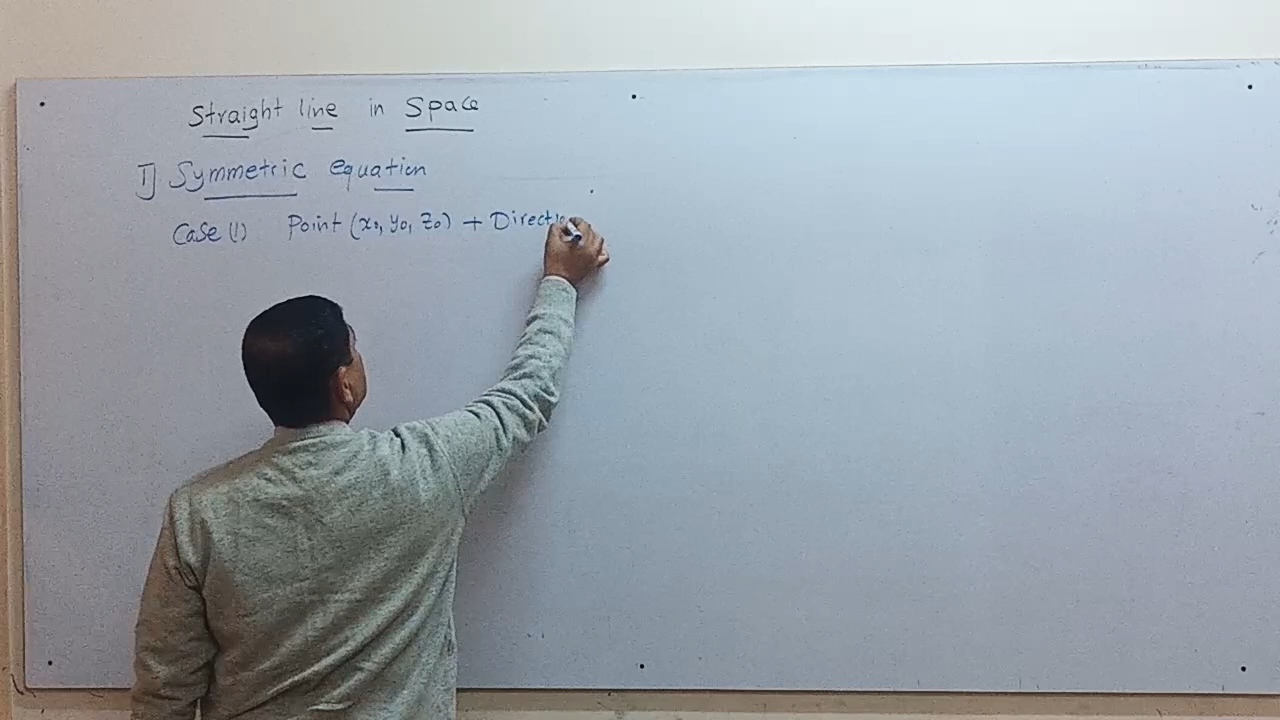 Straight line in Space
I] Symmetric equation
Case (1) Point (x0, y0, z0) + Directio